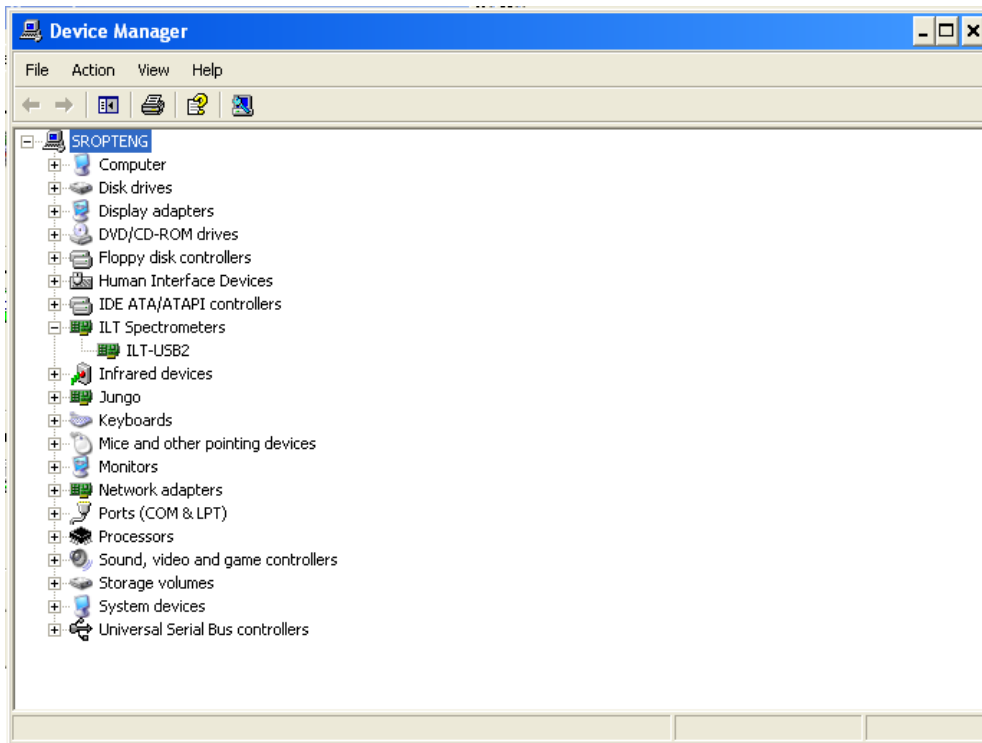 Device Manager
File Action View Help
SROPTENG
Computer
Disk drives
Display adapters
DVD/CD-ROM drives
Floppy disk controllers
Human Interface Devices
IDE ATA/ATAPI controllers
ILT Spectrometers
ILT-USB2
Infrared devices
Jungo
Keyboards
Mice and other pointing devices
Monitors
Network adapters
Ports (COM & LPT)
Processors
Sound, video and game controllers
Storage volumes
System devices
Universal Serial Bus controllers